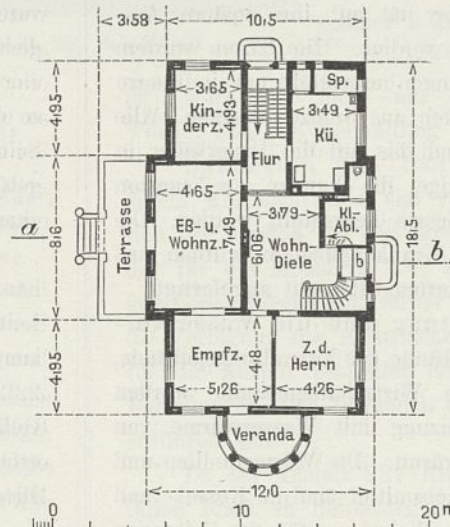 3,58
10,5
4,95
3,65
Kin-
derz.
4,93
Sp.
3,49
Kü.
Flur
Terrasse
8,16
4,65
Eß- u.
Wohnz.
7,49
3,79
Wohn-
Diele
6,06
Kl.-
Abl.
b
18,5
a
b
4,95
Empfz.
5,26
4,18
Z. d.
Herrn
4,26
Veranda
12,0
0
10
20 m